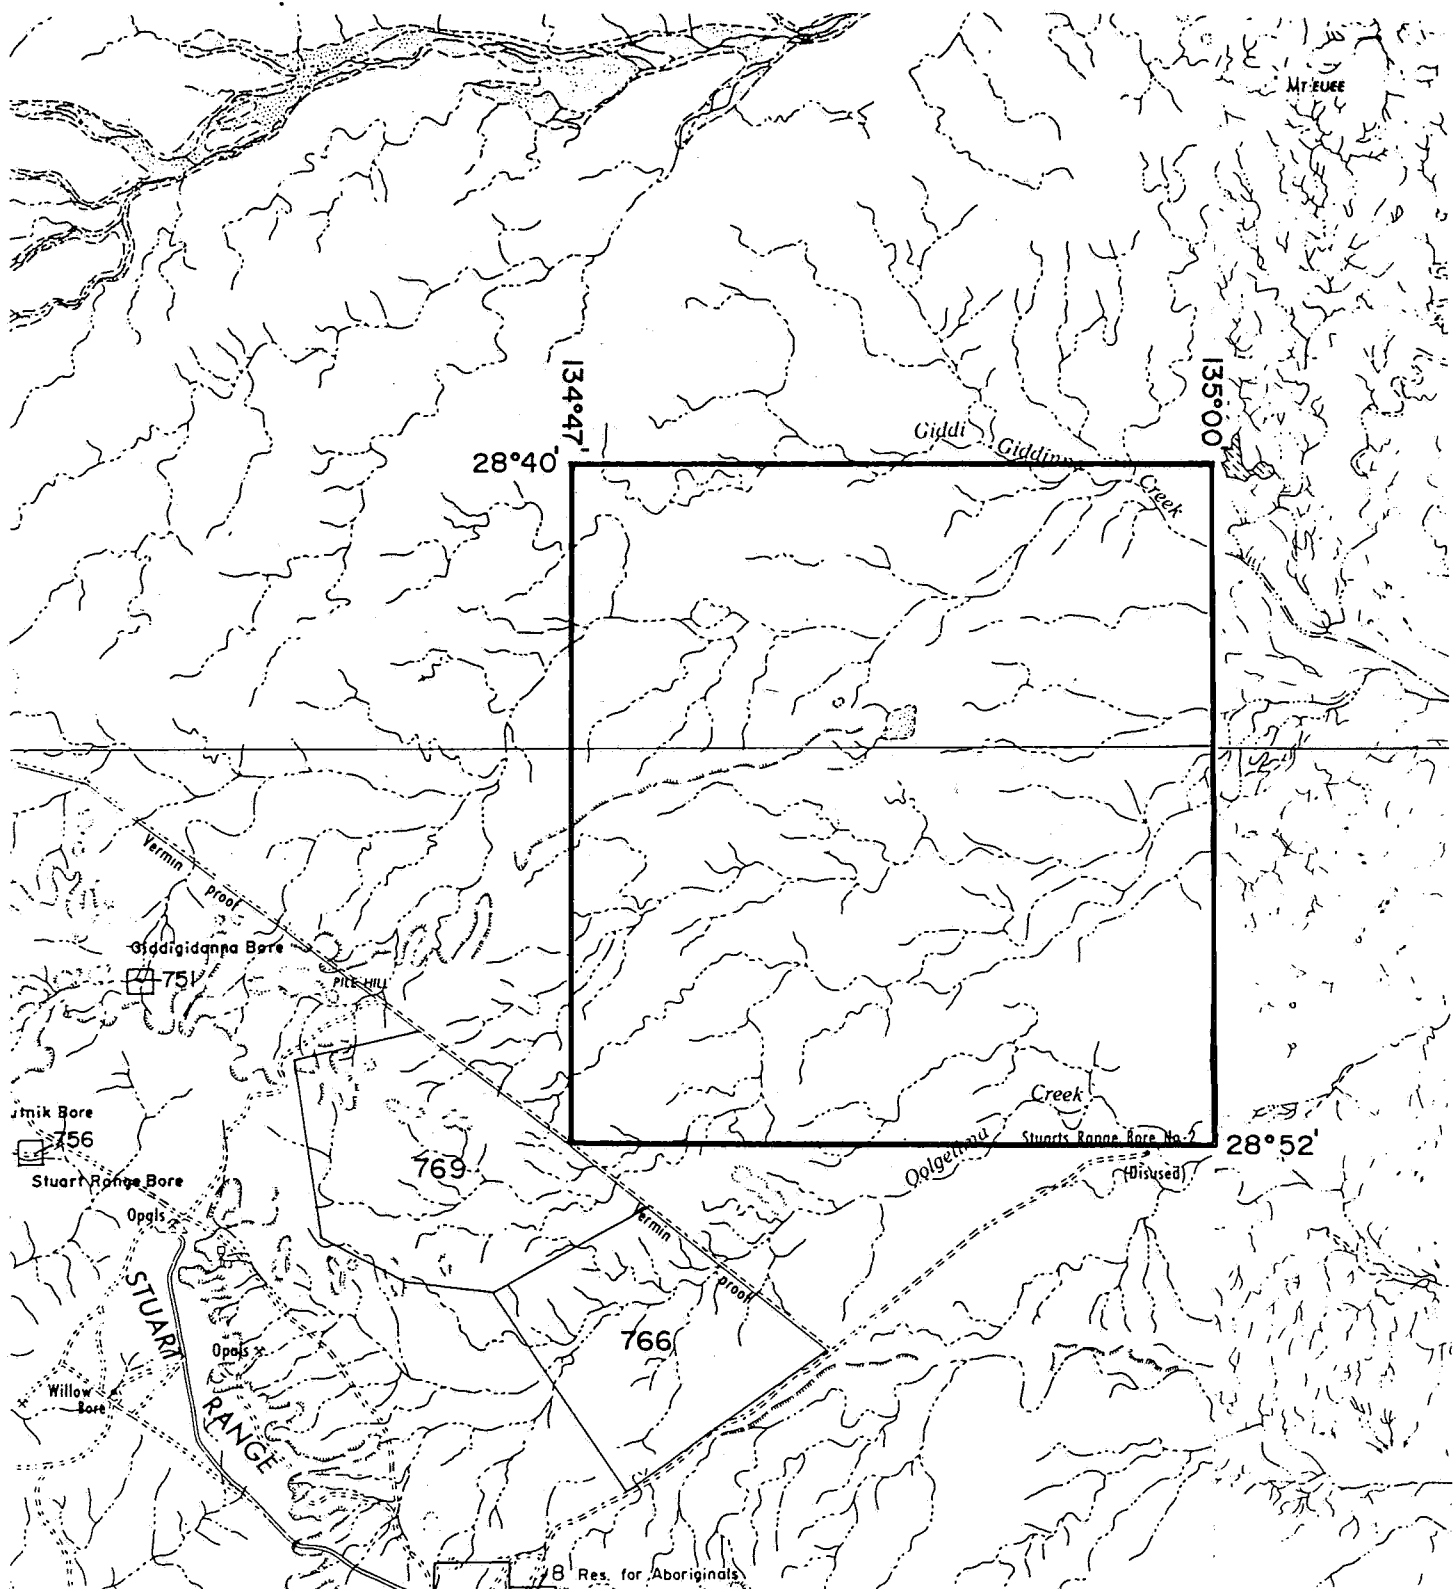 MT EUEE
134°47'
135°00'
Giddi Giddinna Creek
28°40'
Vermin proof
Giddigidanna Bore
751
PILE HILL
Creek
Bore
756
769
Stuarts Range Bore No. 2
28°52'
(Disused)
Stuart Range Bore
Opals
Vermin proof
STUART RANGE
766
Opals
Willow
Bore
8 Res. for Aboriginals